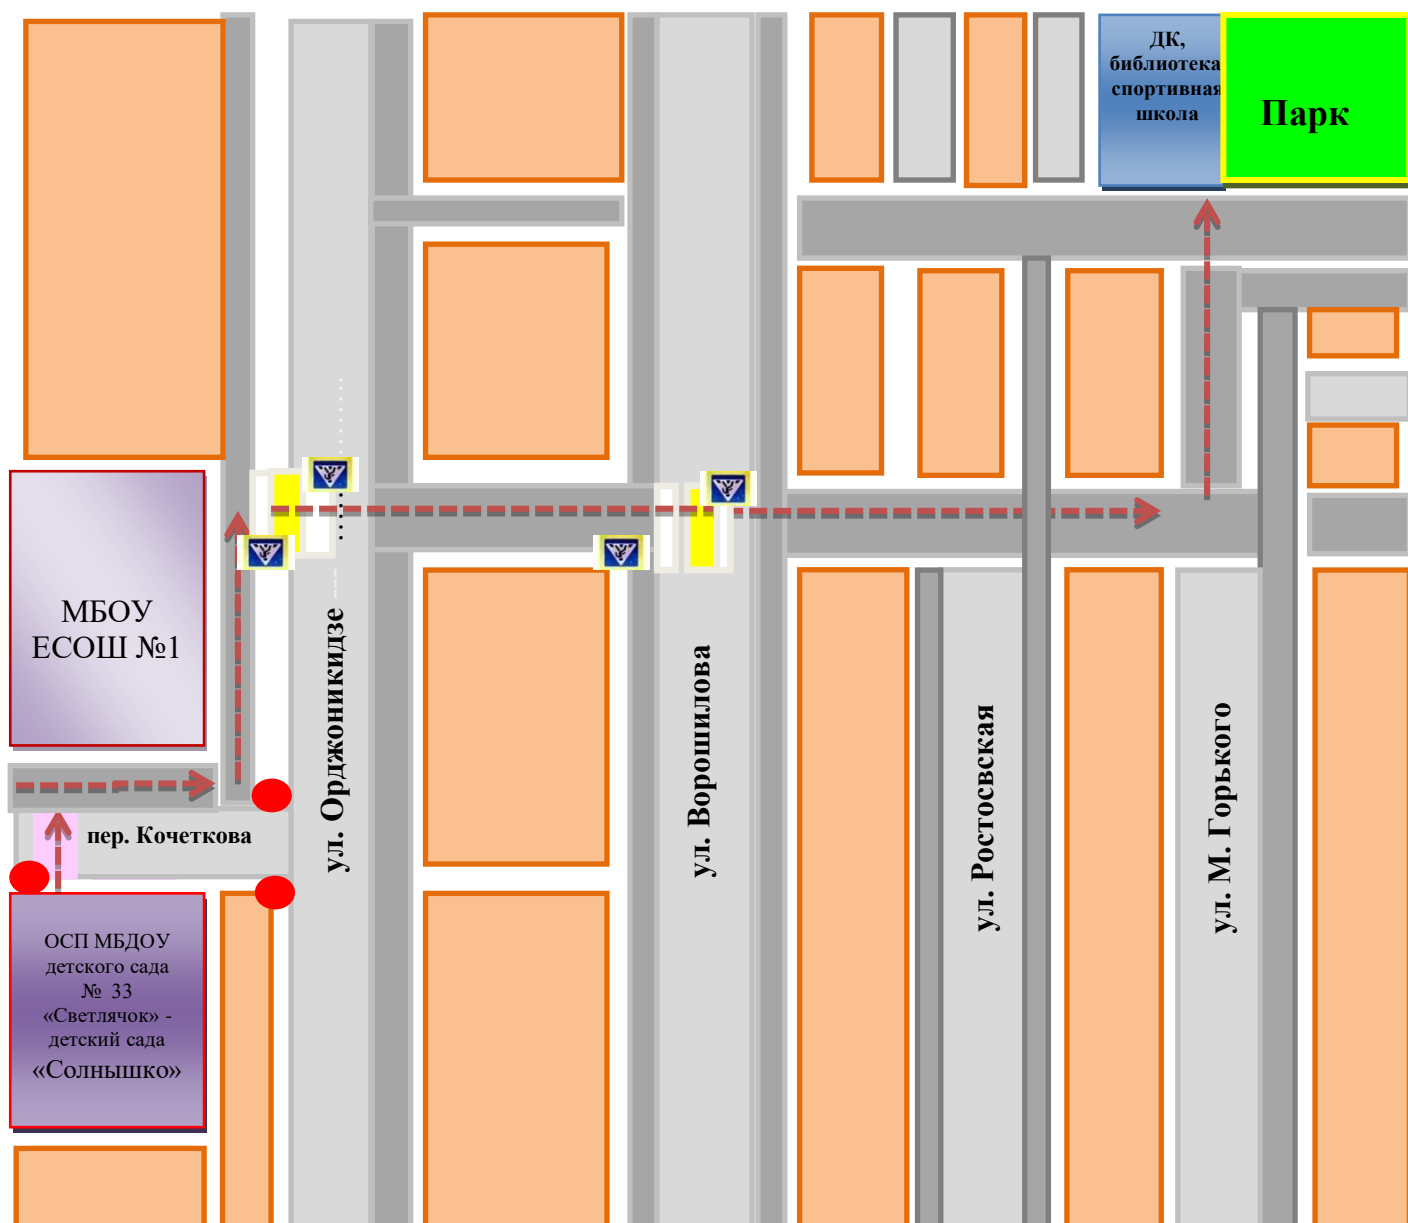 ДК,
библиотека
спортивная
школа
Парк
МБОУ
ЕСОШ №1
пер. Кочеткова
ул. Орджоникидзе
ул. Ворошилова
ул. Ростоевская
ул. М. Горького
ОСП МБДОУ
детского сада
№ 33
«Светлячок» -
детский сада
«Солнышко»